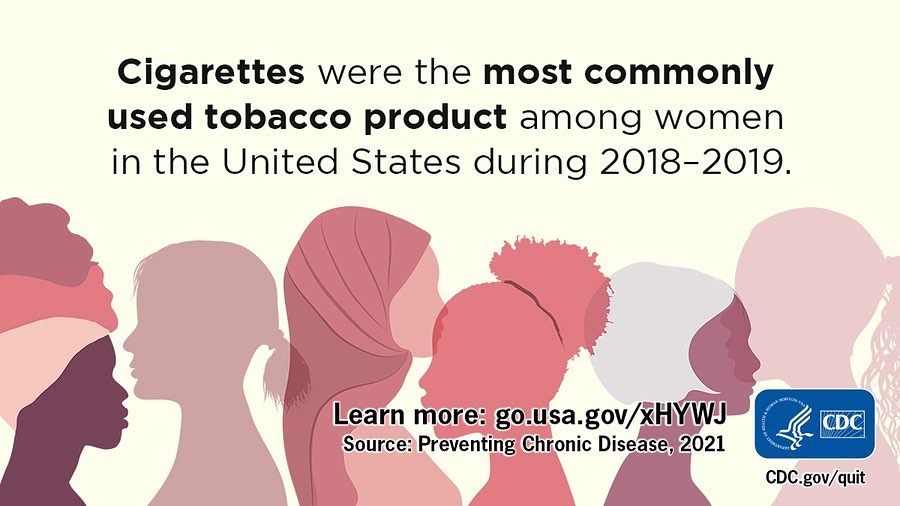 Cigarettes were the most commonly
used tobacco product among women
in the United States during 2018–2019.
Learn more: go.usa.gov/xHYWJ
Source: Preventing Chronic Disease, 2021
CDC
CDC.gov/quit